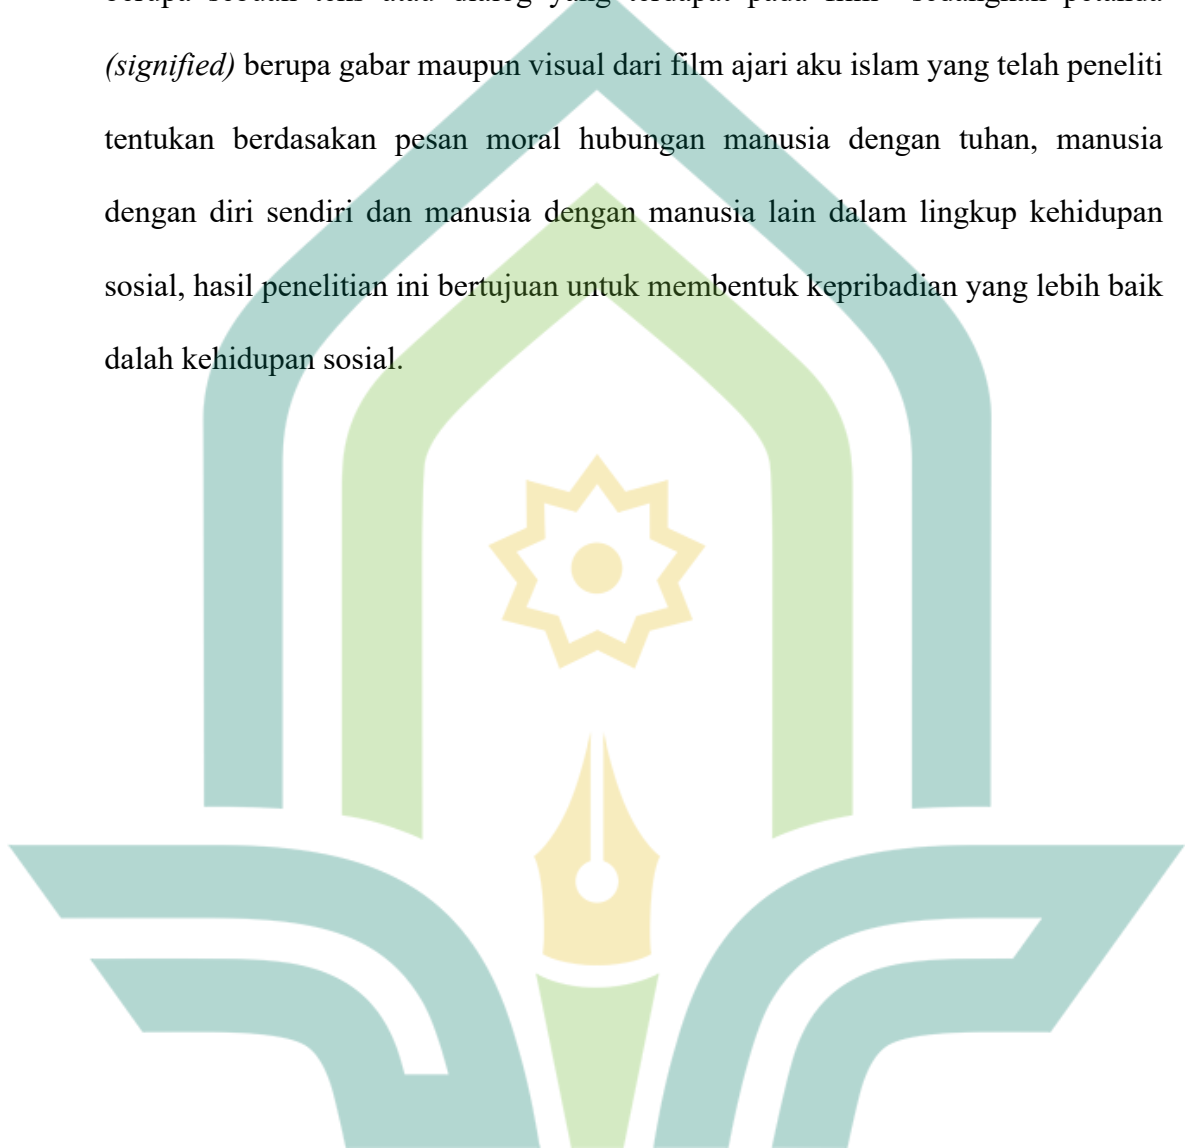 (signified) berupa gabar maupun visual dari film ajari aku islam yang telah peneliti
tentukan berdasakan pesan moral hubungan manusia dengan tuhan, manusia
dengan diri sendiri dan manusia dengan manusia lain dalam lingkup kehidupan
sosial, hasil penelitian ini bertujuan untuk membentuk kepribadian yang lebih baik
dalah kehidupan sosial.